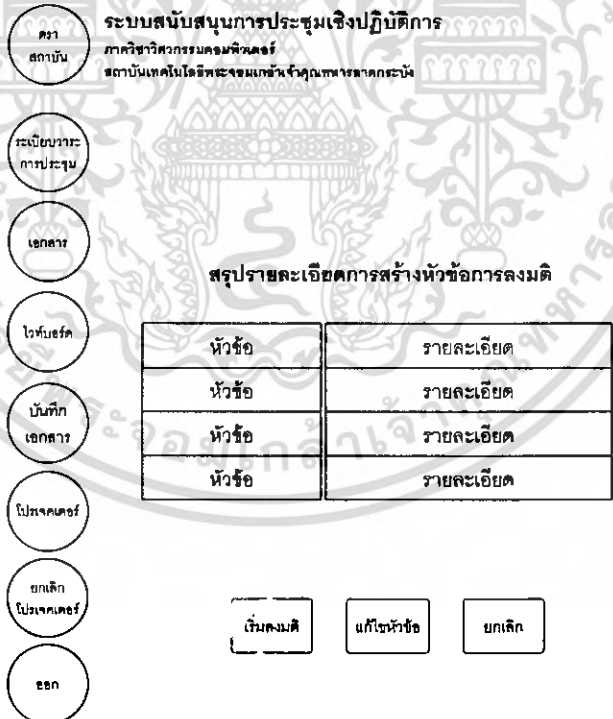 ตรา
สถาบัน
ระบบสนับสนุนการประชุมเชิงปฏิบัติการ
ภาควิชาวิศวกรรมคอมพิวเตอร์
สถาบันเทคโนโลยีพระจอมเกล้าเจ้าคุณทหารลาดกระบัง
ระเบียบวาระ
การประชุม
เอกสาร
ไวท์บอร์ด
บันทึก
เอกสาร
โปรเจคเตอร์
ยกเลิก
โปรเจคเตอร์
ออก
สรุปรายละเอียดการสร้างหัวข้อการลงมติ
หัวข้อ รายละเอียด
หัวข้อ รายละเอียด
หัวข้อ รายละเอียด
หัวข้อ รายละเอียด
เริ่มลงมติ แก้ไขหัวข้อ ยกเลิก